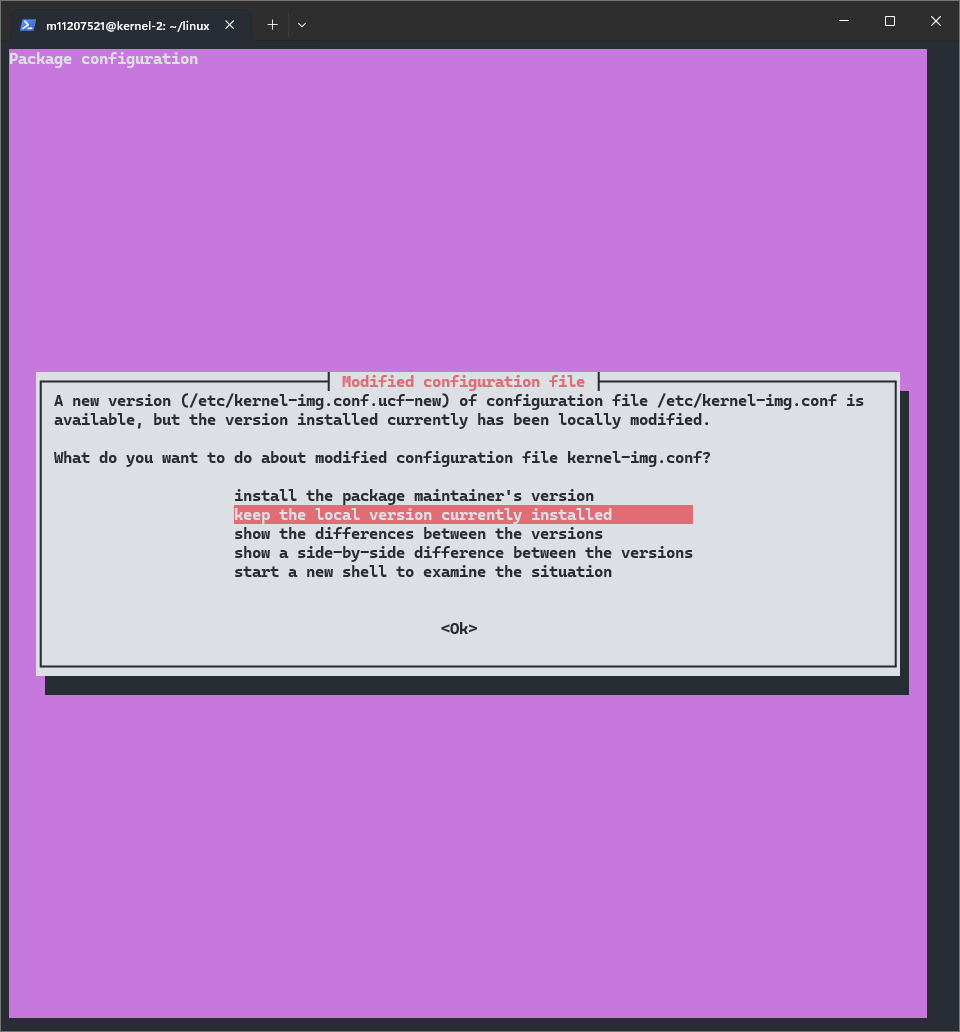 m11207521@kernel-2: ~/linux
Package configuration
Modified configuration file
A new version (/etc/kernel-img.conf.ucf-new) of configuration file /etc/kernel-img.conf is
available, but the version installed currently has been locally modified.
What do you want to do about modified configuration file kernel-img.conf?
install the package maintainer's version
keep the local version currently installed
show the differences between the versions
show a side-by-side difference between the versions
start a new shell to examine the situation
<Ok>